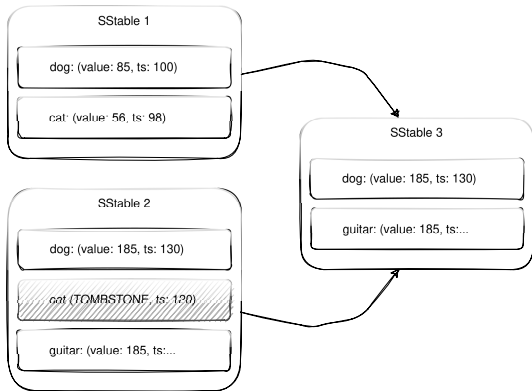 SStable 1
dog: (value: 85, ts: 100)
cat: (value: 56, ts: 98)
SStable 2
dog: (value: 185, ts: 130)
cat (TOMBSTONE, ts: 120)
guitar: (value: 185, ts:...
SStable 3
dog: (value: 185, ts: 130)
guitar: (value: 185, ts:...